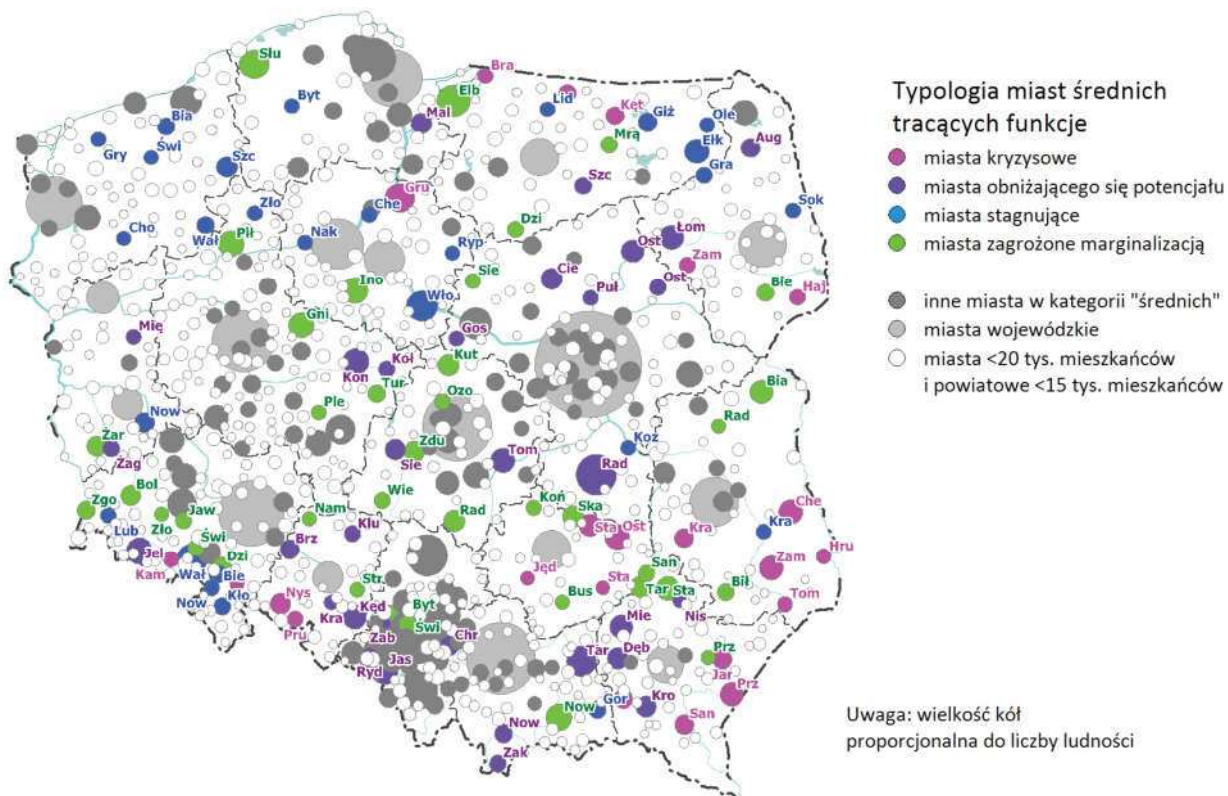 Typologia miast średnich
tracących funkcje
miasta kryzysowe
miasta obniżającego się potencjału
miasta stagnujące
miasta zagrożone marginalizacją
inne miasta w kategorii "średnich"
miasta wojewódzkie
miasta <20 tys. mieszkańców
i powiatowe <15 tys. mieszkańców
Uwaga: wielkość kół
proporcjonalna do liczby ludności
Słu
Bra
Byt
Elb
Lid
Kęt
Giż
Ole
Bia
Mal
Mrą
Ełk
Aug
Gry
Świ
Szc
Szc
Gra
Gru
Zło
Che
Sok
Cho
Wał
Pił
Nak
Dzi
Łom
Ryp
Ost
Zam
Sie
Cie
Ino
Puł
Ost
Bie
Haj
Wło
Gni
Mię
Gos
Kon
Koł
Kut
Tur
Ozo
Bia
Ple
Rad
Now
Żar
Żag
Zdu
Sie
Tom
Koz
Rad
Bol
Zgo
Jaw
Zło
Nam
Wie
Rad
Koń
Ska
Che
Lub
Świ
Klu
Brz
Sta
Ost
Kra
Kra
Jel
Dzi
Kam
Wał
Bie
Hru
Zam
Jęd
Sta
San
Now
Kło
Nys
Str
Bus
Tar
Sta
Bił
Tom
Pru
Kra
Kęd
Byt
Świ
Nis
Mie
Zab
Chr
Jas
Ryd
Tar
Dęb
Prz
Jar
Prz
Kro
San
Gor
Now
Now
Zak